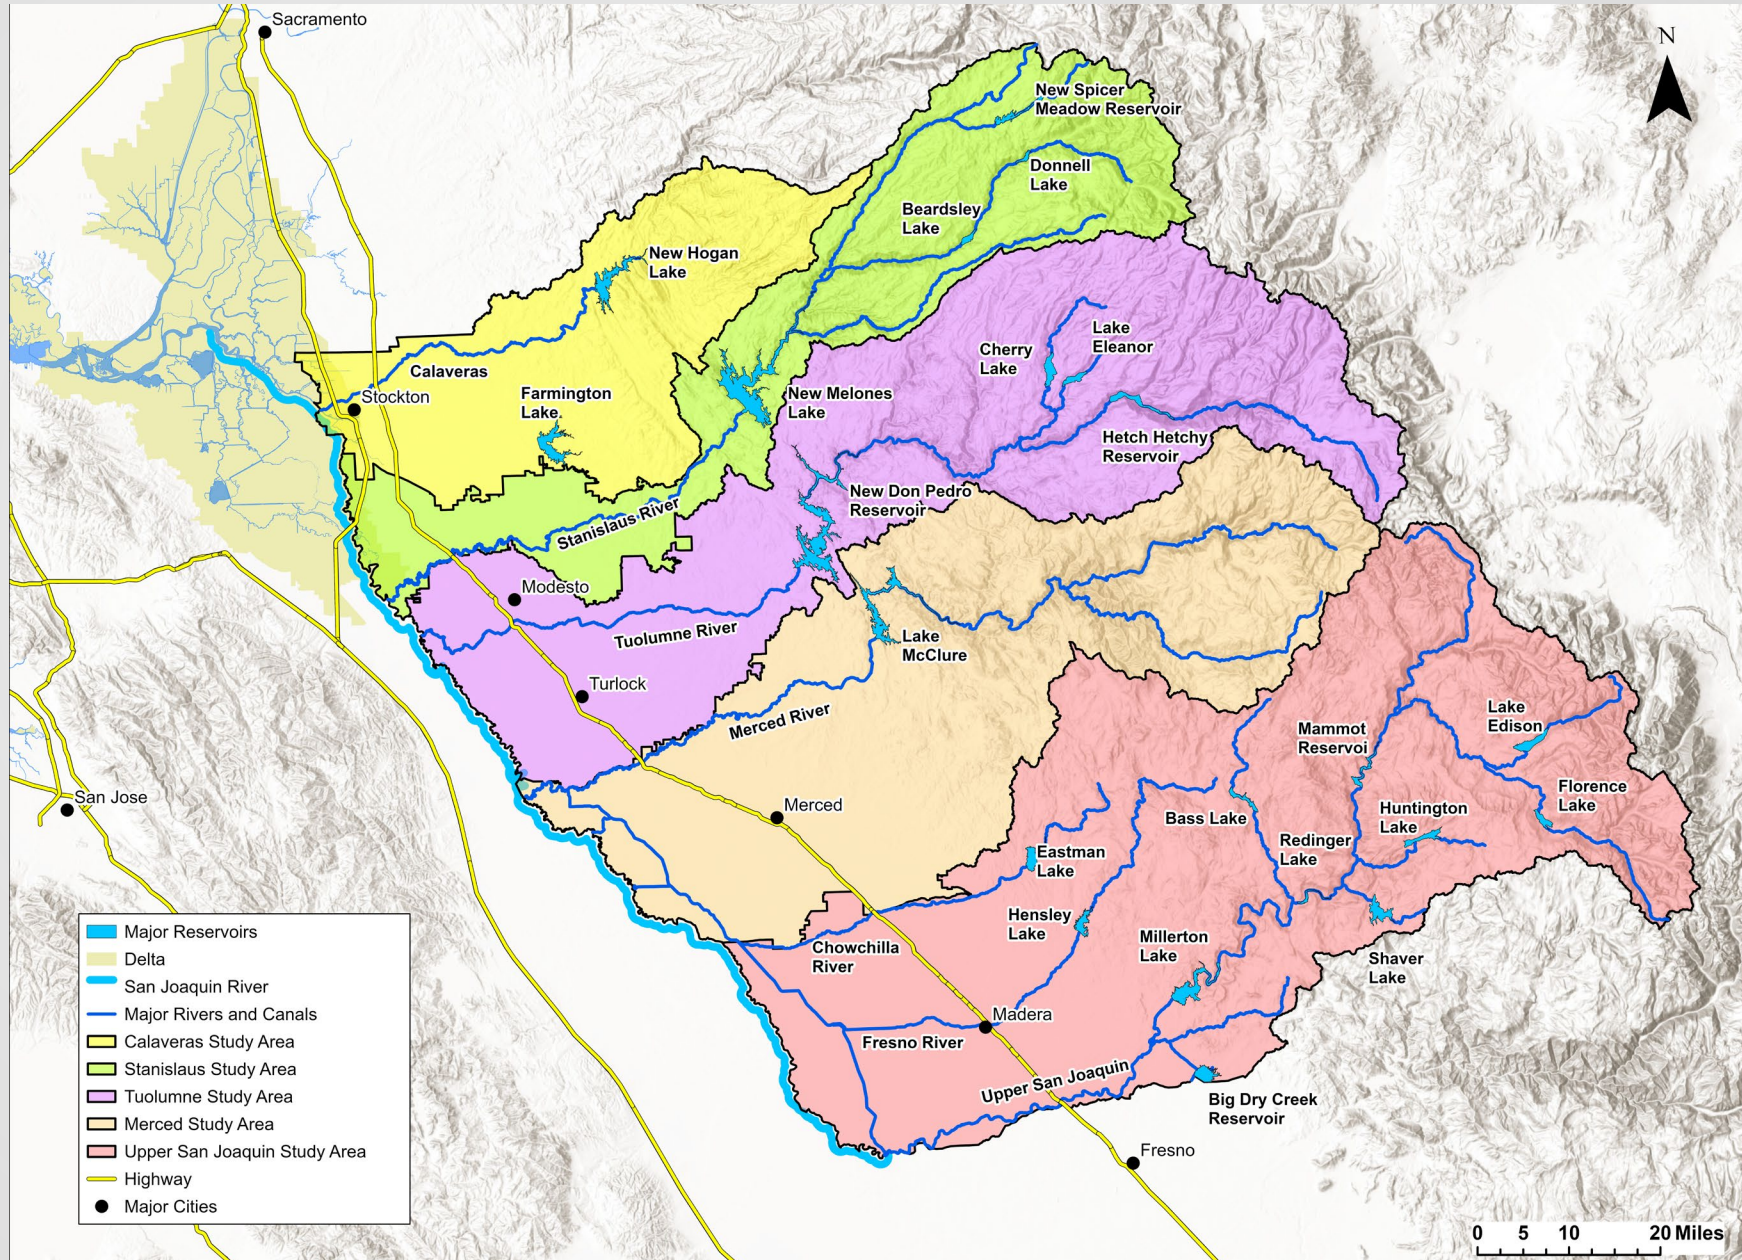 Sacramento
N
New Spicer
Meadow Reservoir
Donnell
Lake
Beardsley
Lake
New Hogan
Lake
Lake
Eleanor
Cherry
Lake
Calaveras
Stockton
Farmington
Lake
New Melones
Lake
Hetch Hetchy
Reservoir
New Don Pedro
Reservoir
Stanislaus River
Modesto
Tuolumne River
Lake
McClure
Turlock
Merced River
Lake
Edison
Mammot
Reservoi
San Jose
Merced
Florence
Lake
Huntington
Lake
Bass Lake
Redinger
Lake
Eastman
Lake
Hensley
Lake
Millerton
Lake
Chowchilla
River
Shaver
Lake
Madera
Fresno River
Upper San Joaquin
Big Dry Creek
Reservoir
Fresno
Major Reservoirs
Delta
San Joaquin River
Major Rivers and Canals
Calaveras Study Area
Stanislaus Study Area
Tuolumne Study Area
Merced Study Area
Upper San Joaquin Study Area
Highway
Major Cities
0 5 10 20 Miles